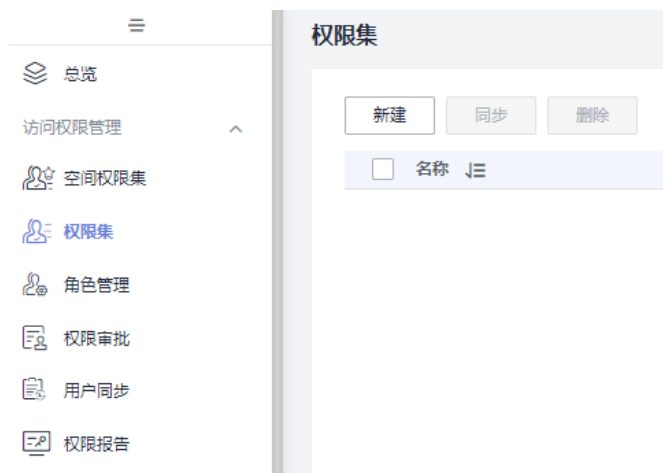 总览
访问权限管理
空间权限集
权限集
角色管理
权限审批
用户同步
权限报告
权限集
新建 同步 删除
名称